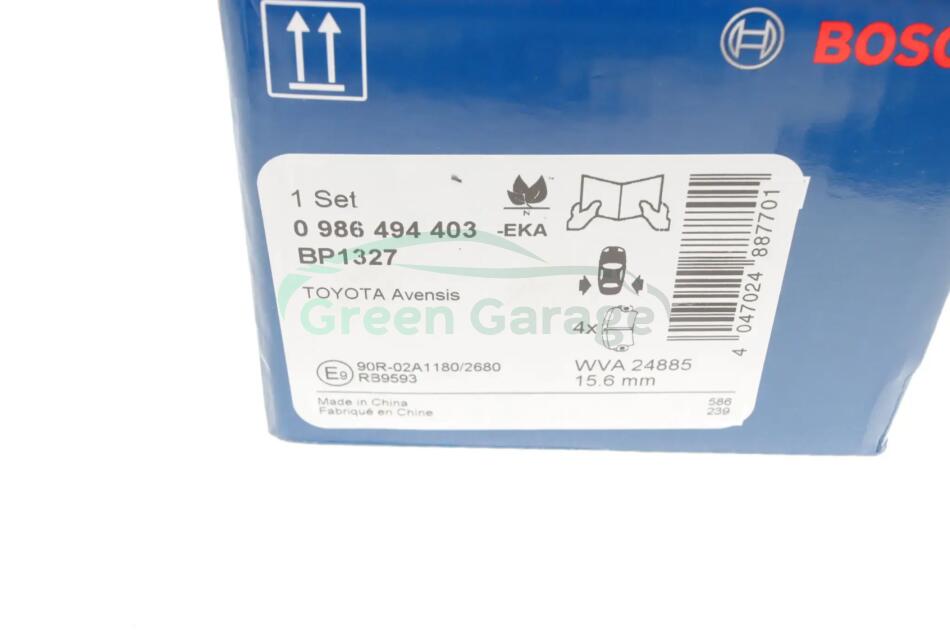 BOSC
1 Set
0 986 494 403 -EKA
BP1327
TOYOTA Avensis
Green Garage
N
4x
E9 90R-02A1180/2680
RB9593
WVA 24885
15.6 mm
Made in China
Fabriqué en Chine
586
239
4 047024 887701